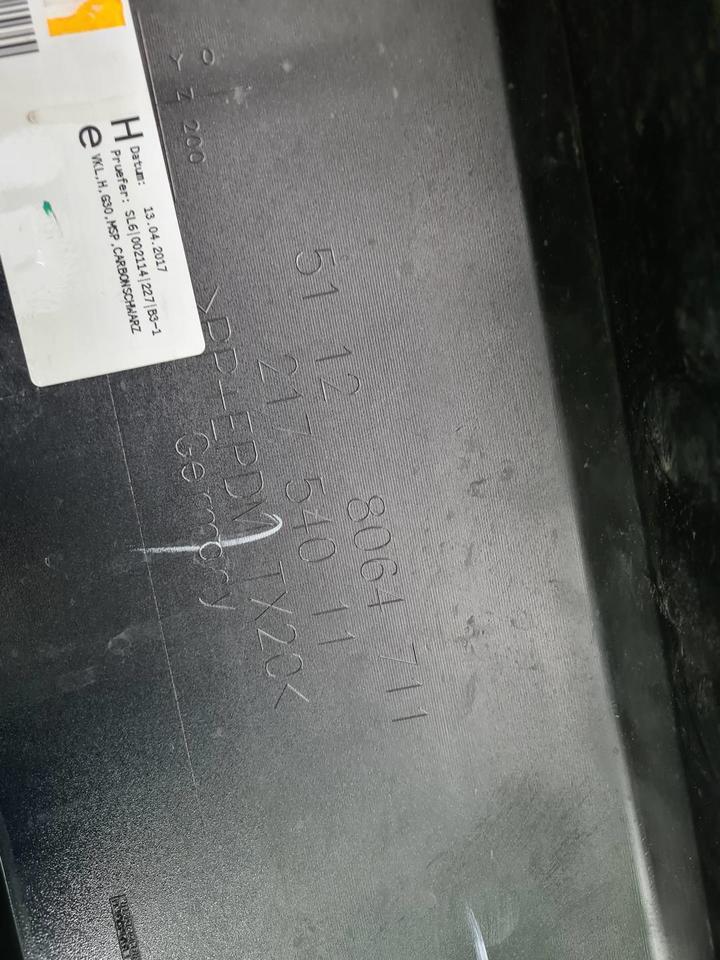 H
e
Datum: 13.04.2017
Pruefer: SL6|002114|227|B3-1
VKL.H.G30.MSP.CARBONSCHWARZ
O
Y Z 200
51 12 8064 711
217 540 11
>PP+EPDM TX20<
Germany